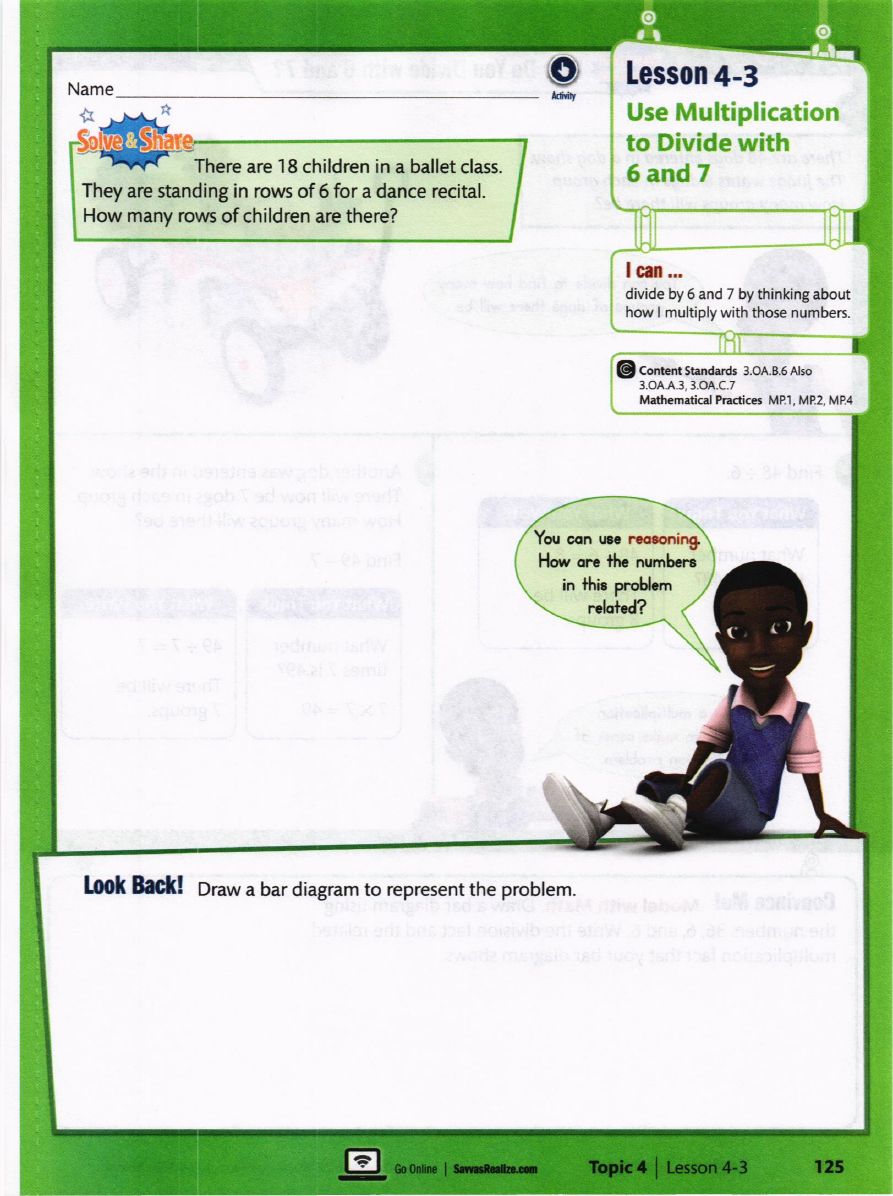 Name
Activity
Lesson 4-3
Use Multiplication
to Divide with
6 and 7
Solve & Share
There are 18 children in a ballet class.
They are standing in rows of 6 for a dance recital.
How many rows of children are there?
I can ...
divide by 6 and 7 by thinking about
how I multiply with those numbers.
Content Standards 3.OA.B.6 Also
3.OA.A.3, 3.OA.C.7
Mathematical Practices MP.1, MP.2, MP.4
You can use reasoning.
How are the numbers
in this problem
related?
Look Back! Draw a bar diagram to represent the problem.
Go Online | SavvasRealize.com
Topic 4 | Lesson 4-3 125